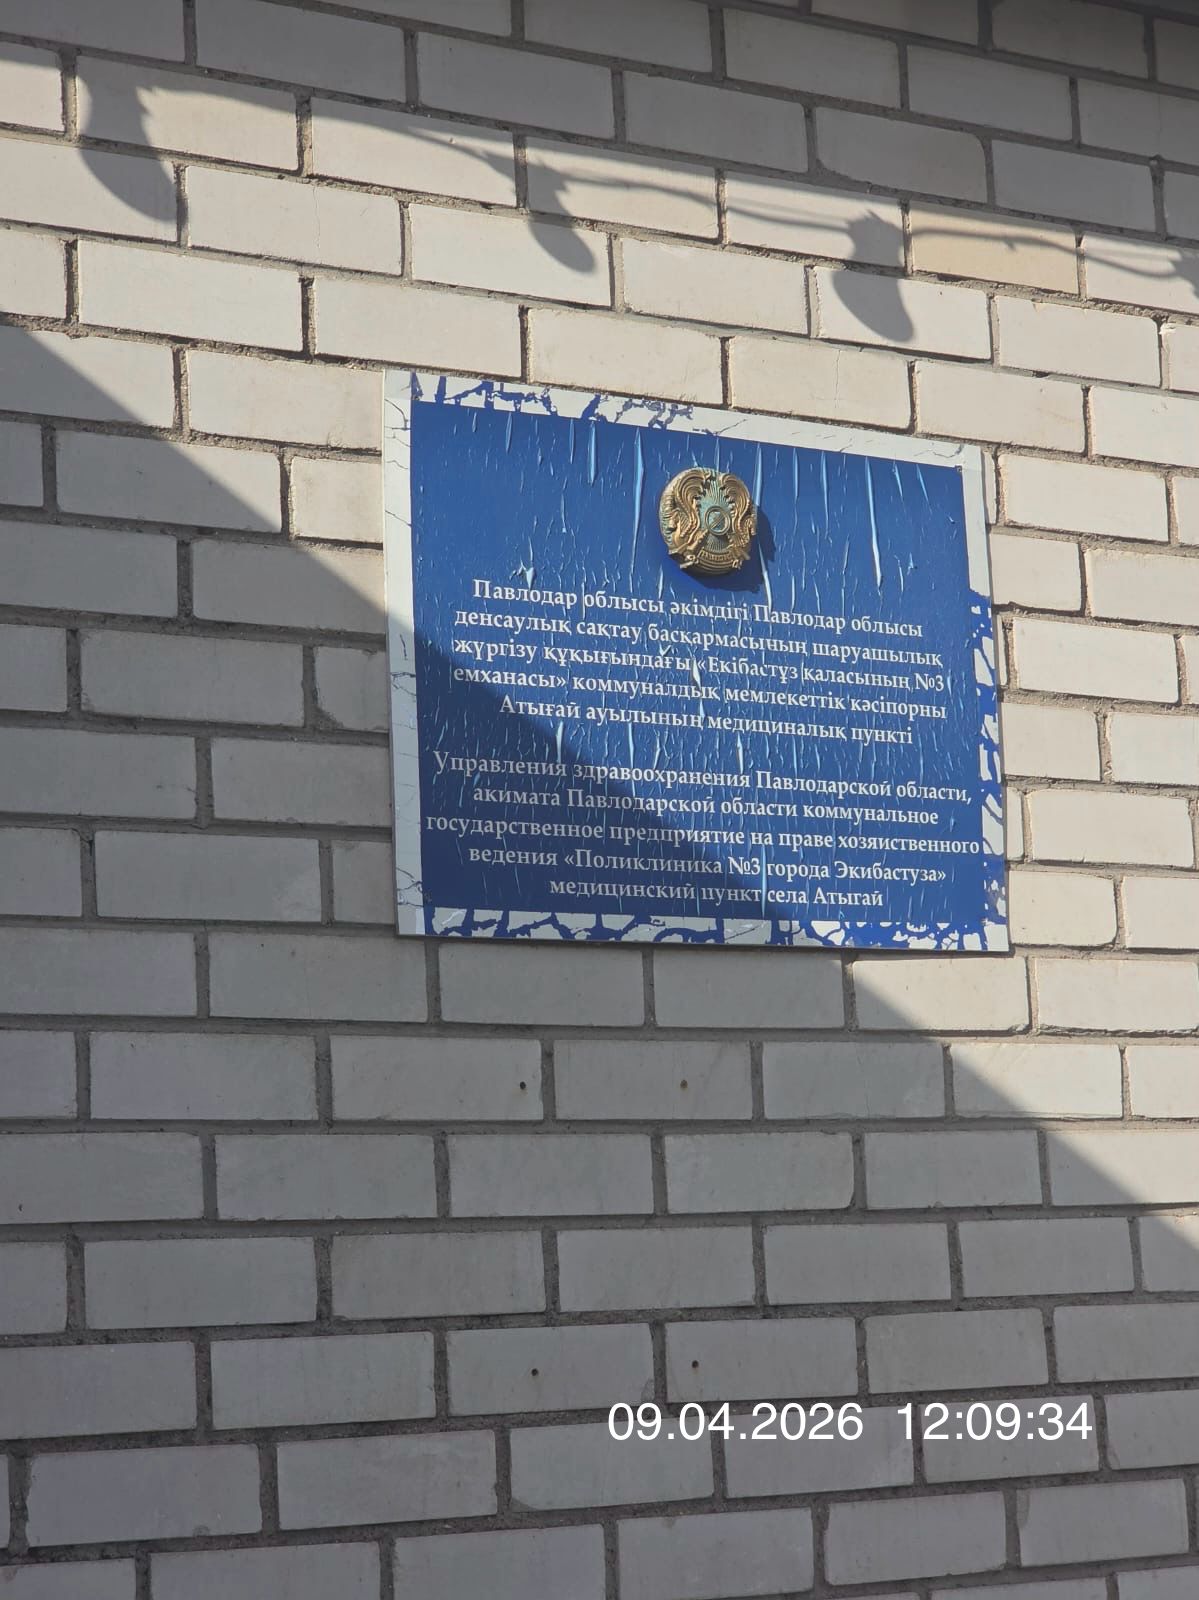 Павлодар облысы әкімдігі Павлодар облысы
денсаулық сақтау басқармасының шаруашылық
жүргізу құқығындағы «Екібастұз қаласының №3
емханасы» коммуналдық мемлекеттік кәсіпорны
Атығай ауылының медициналық пункті
Управления здравоохранения Павлодарской области,
акимата Павлодарской области коммунальное
государственное предприятие на праве хозяиственного
ведения «Поликлиника №3 города Экибастуза»
медицинский пункт села Атыгай
09.04.2026 12:09:34